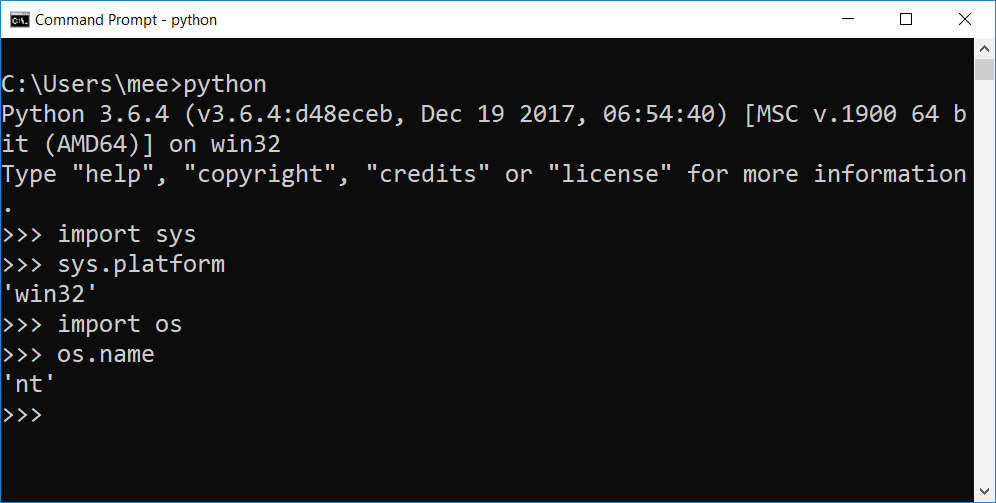 Command Prompt - python
C:\Users\mee>python
Python 3.6.4 (v3.6.4:d48eceb, Dec 19 2017, 06:54:40) [MSC v.1900 64 b
it (AMD64)] on win32
Type "help", "copyright", "credits" or "license" for more information
.
>>> import sys
>>> sys.platform
'win32'
>>> import os
>>> os.name
'nt'
>>>